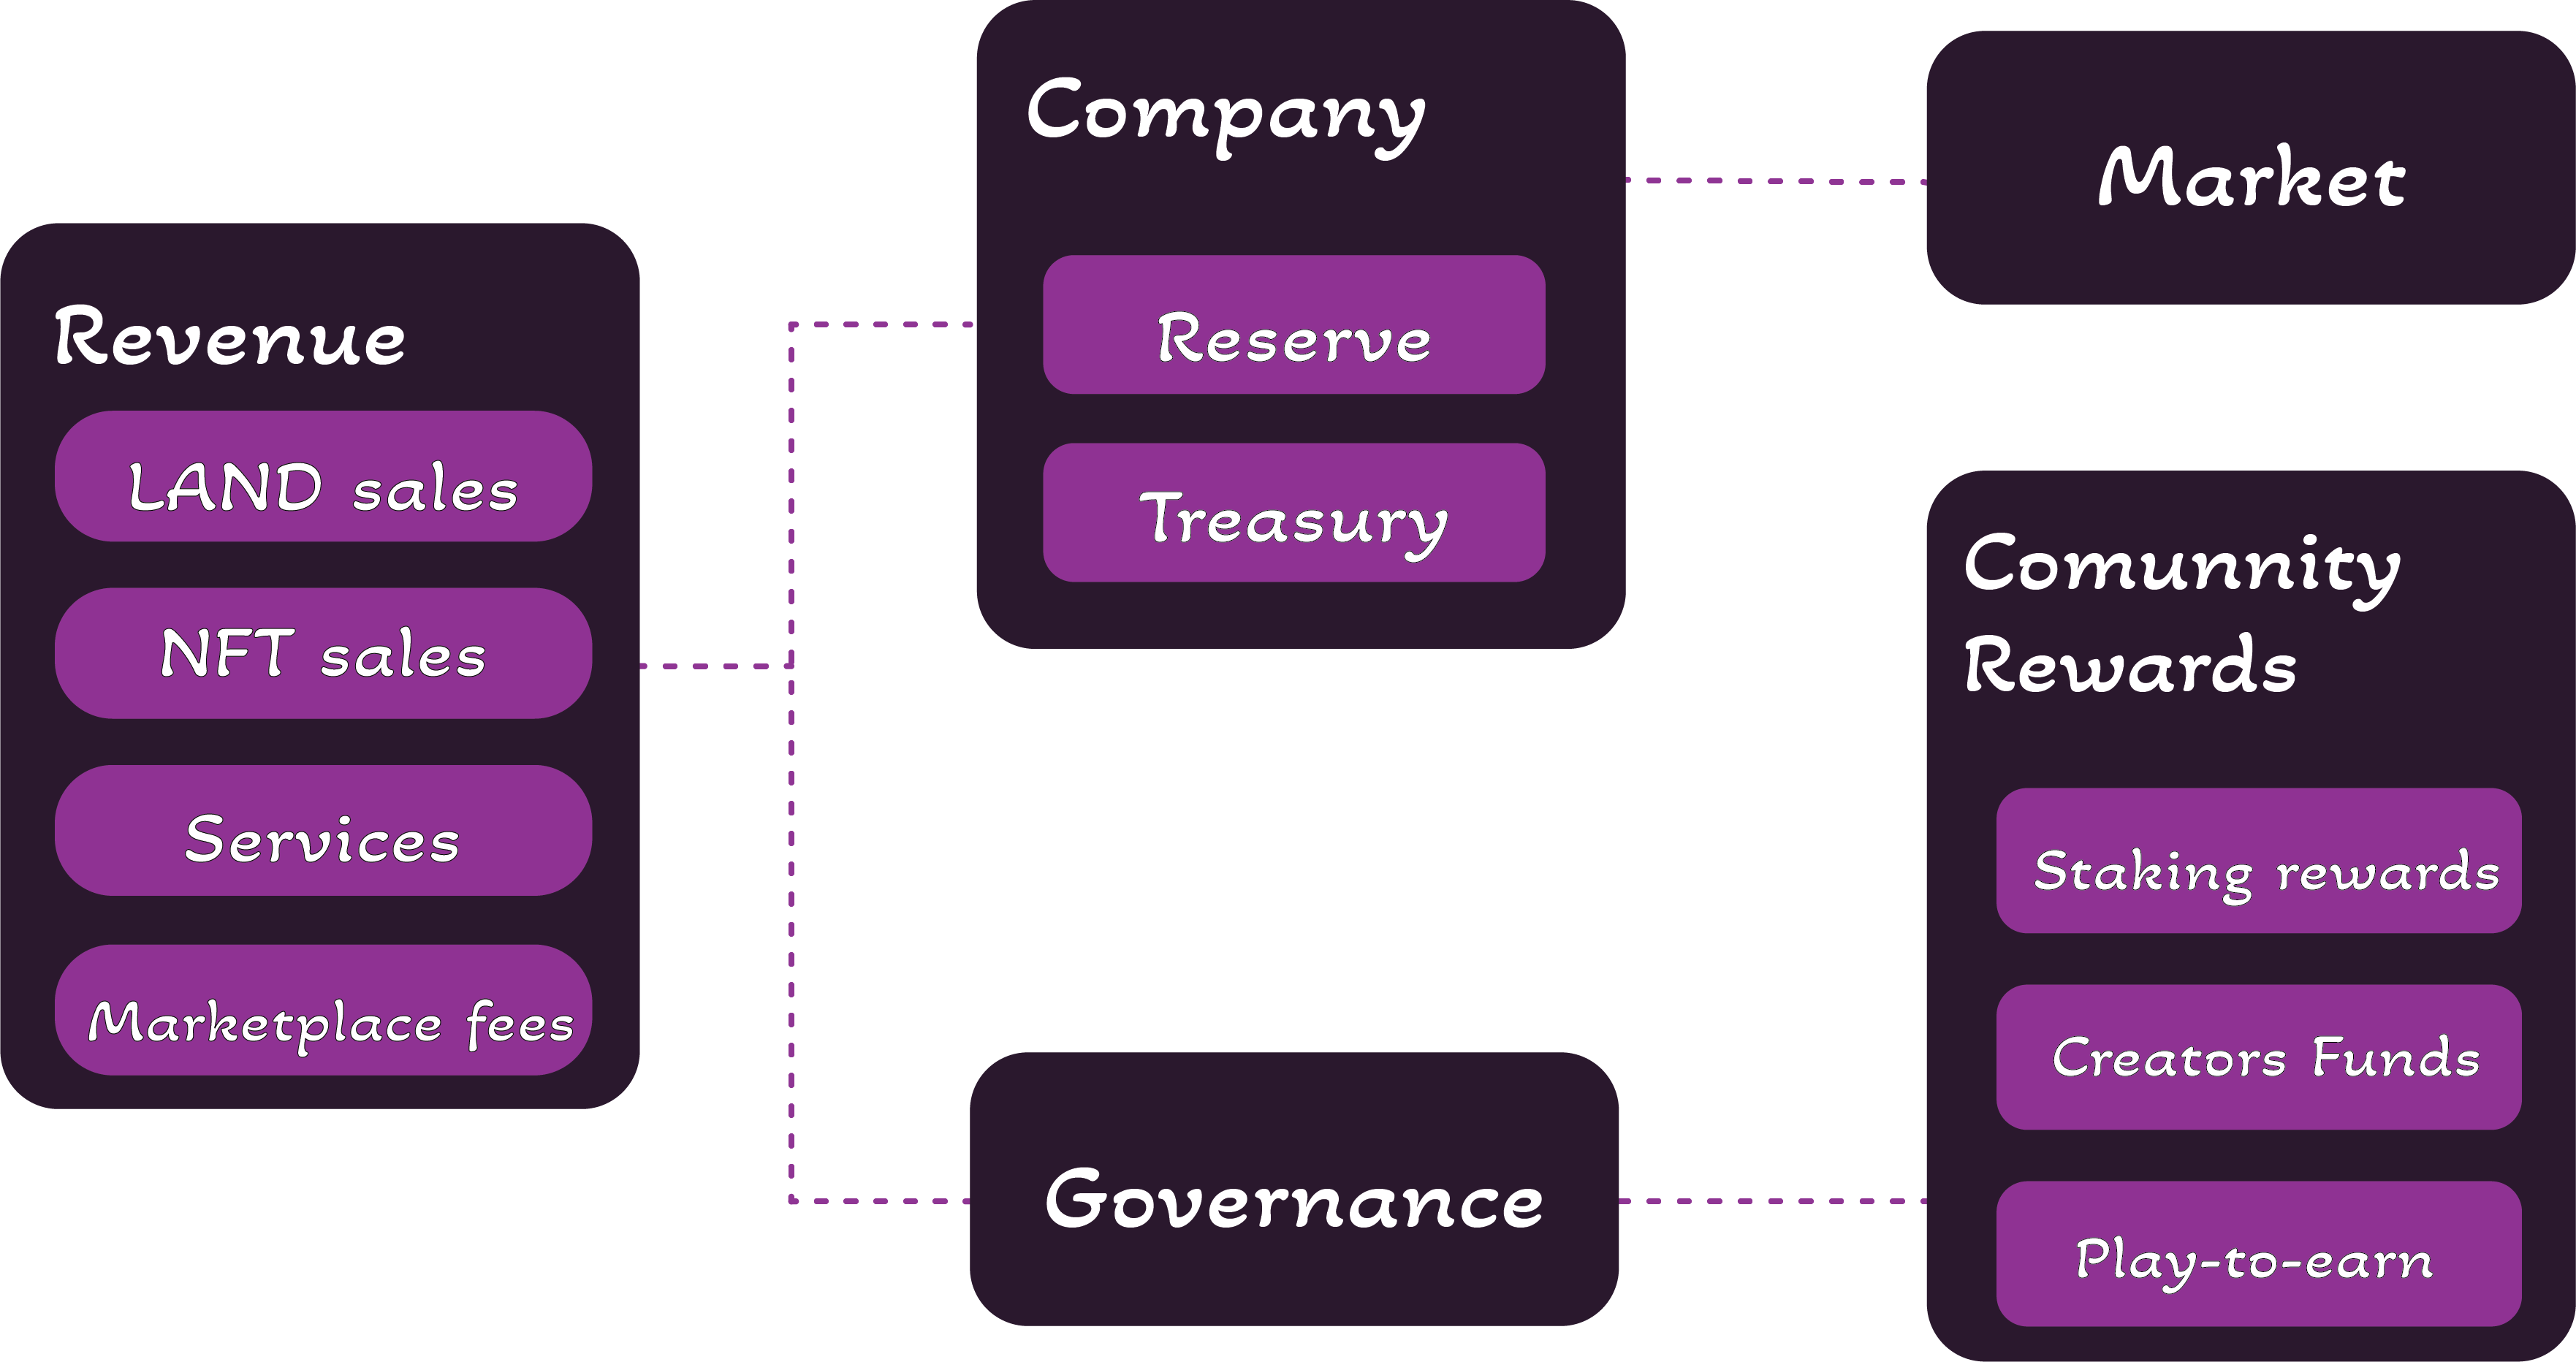 Revenue
LAND sales
NFT sales
Services
Marketplace fees
Company
Reserve
Treasury
Governance
Market
Comunnity
Rewards
Staking rewards
Creators Funds
Play-to-earn